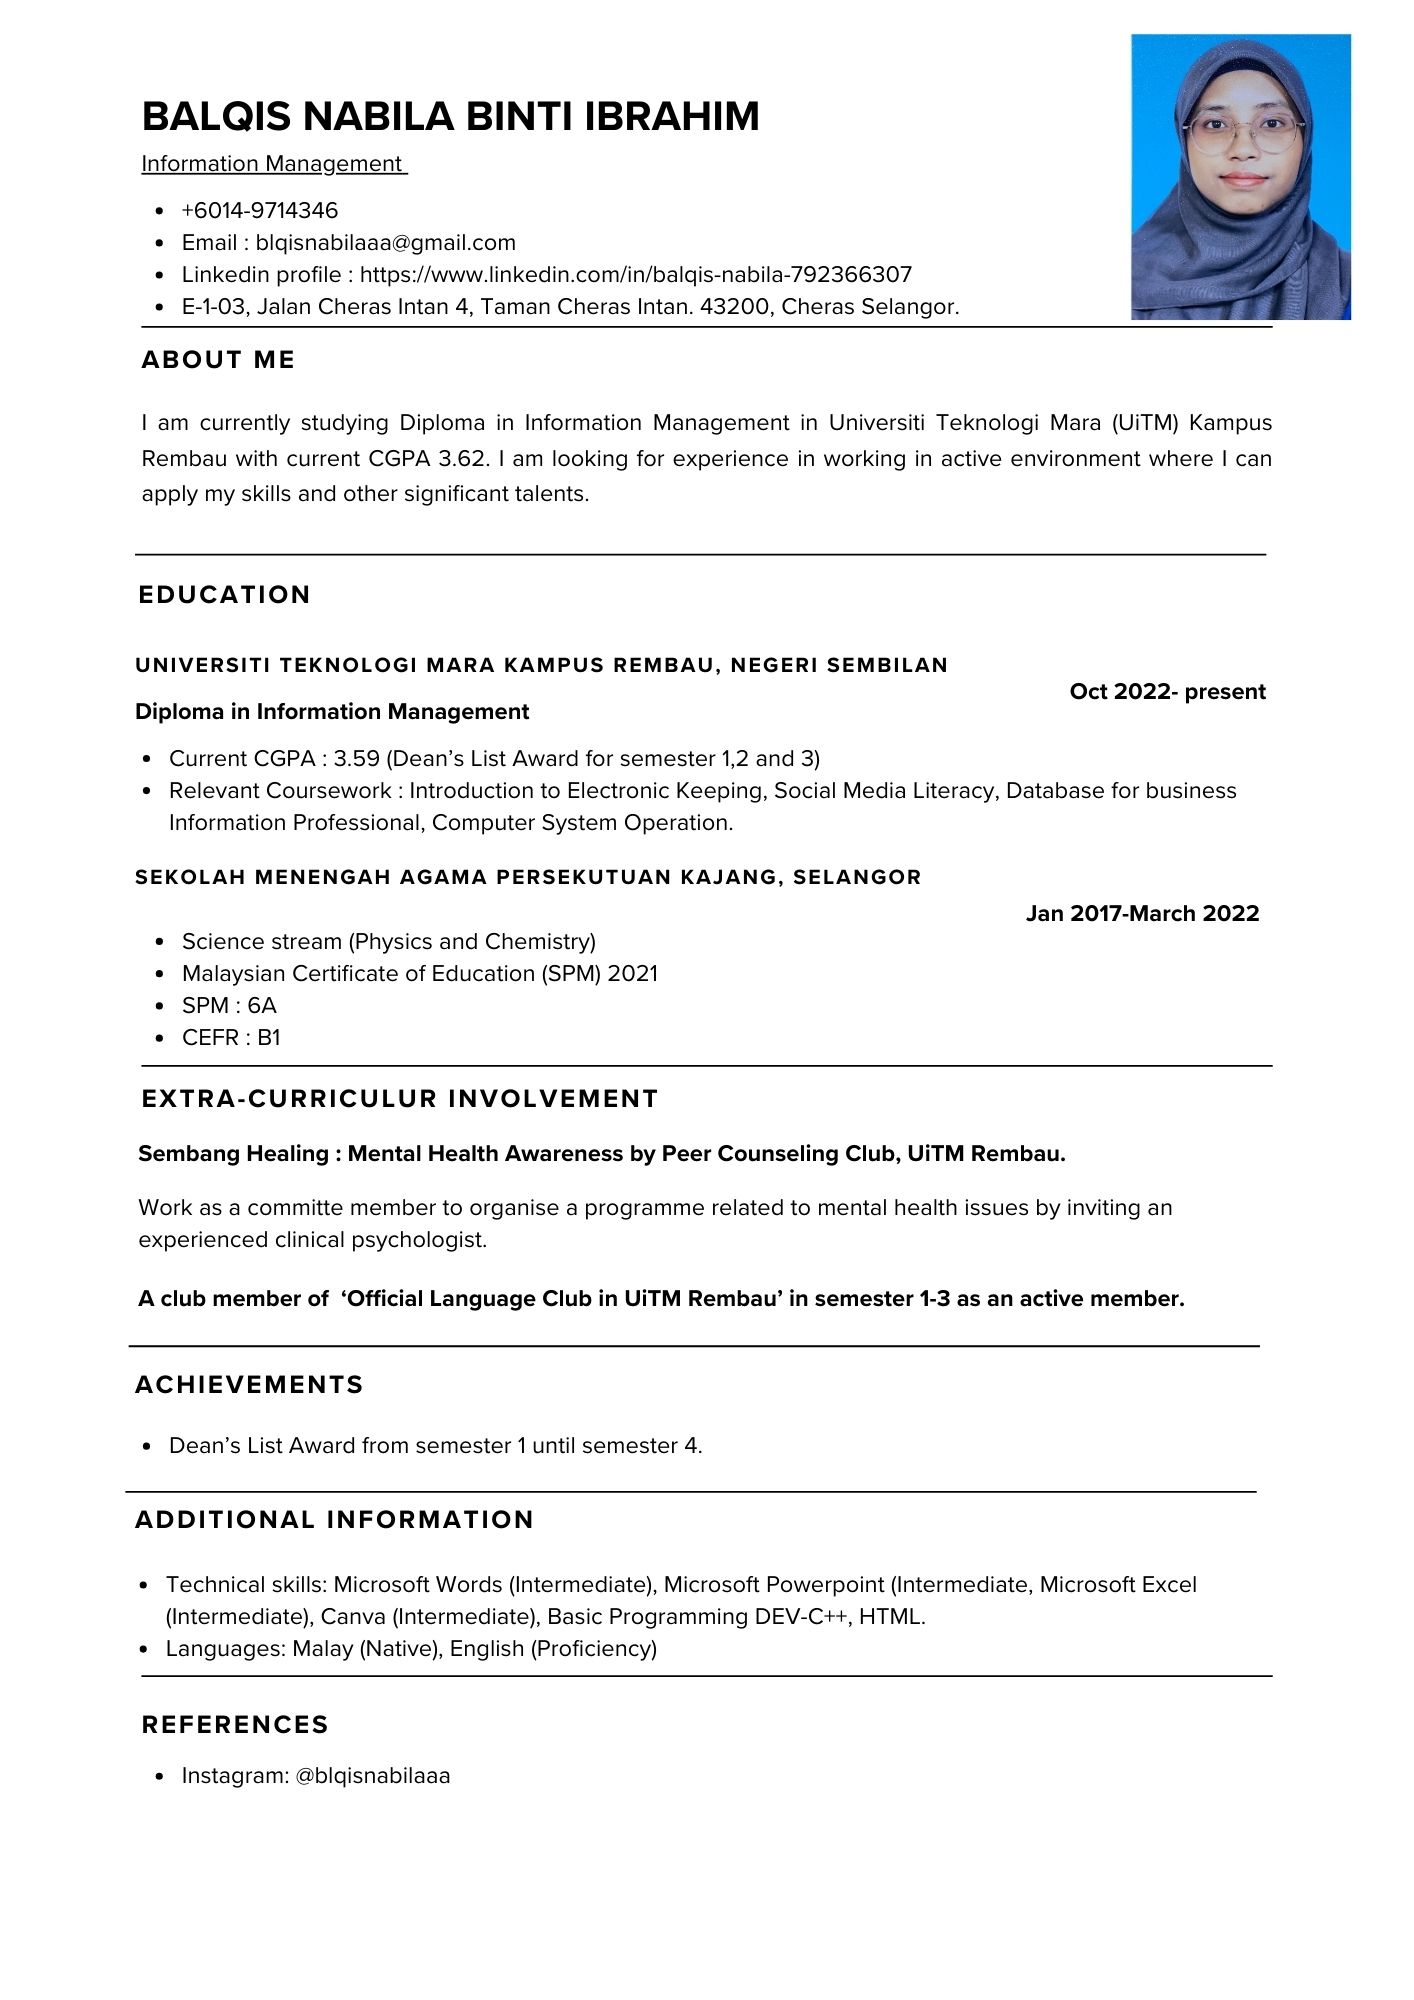 BALQIS NABILA BINTI IBRAHIM
Information Management
• +6014-9714346
• Email : blqisnabilaaa@gmail.com
• Linkedin profile : https://www.linkedin.com/in/balqis-nabila-792366307
• E-1-03, Jalan Cheras Intan 4, Taman Cheras Intan. 43200, Cheras Selangor.
ABOUT ME
I am currently studying Diploma in Information Management in Universiti Teknologi Mara (UiTM) Kampus
Rembau with current CGPA 3.62. I am looking for experience in working in active environment where I can
apply my skills and other significant talents.
EDUCATION
UNIVERSITI TEKNOLOGI MARA KAMPUS REMBAU, NEGERI SEMBILAN
Oct 2022- present
Diploma in Information Management
• Current CGPA : 3.59 (Dean’s List Award for semester 1,2 and 3)
• Relevant Coursework : Introduction to Electronic Keeping, Social Media Literacy, Database for business
Information Professional, Computer System Operation.
SEKOLAH MENENGAH AGAMA PERSEKUTUAN KAJANG, SELANGOR
Jan 2017-March 2022
• Science stream (Physics and Chemistry)
• Malaysian Certificate of Education (SPM) 2021
• SPM : 6A
• CEFR : B1
EXTRA-CURRICULUR INVOLVEMENT
Sembang Healing : Mental Health Awareness by Peer Counseling Club, UiTM Rembau.
Work as a committe member to organise a programme related to mental health issues by inviting an
experienced clinical psychologist.
A club member of ‘Official Language Club in UiTM Rembau’ in semester 1-3 as an active member.
ACHIEVEMENTS
• Dean’s List Award from semester 1 until semester 4.
ADDITIONAL INFORMATION
• Technical skills: Microsoft Words (Intermediate), Microsoft Powerpoint (Intermediate, Microsoft Excel
(Intermediate), Canva (Intermediate), Basic Programming DEV-C++, HTML.
• Languages: Malay (Native), English (Proficiency)
REFERENCES
• Instagram: @blqisnabilaaa